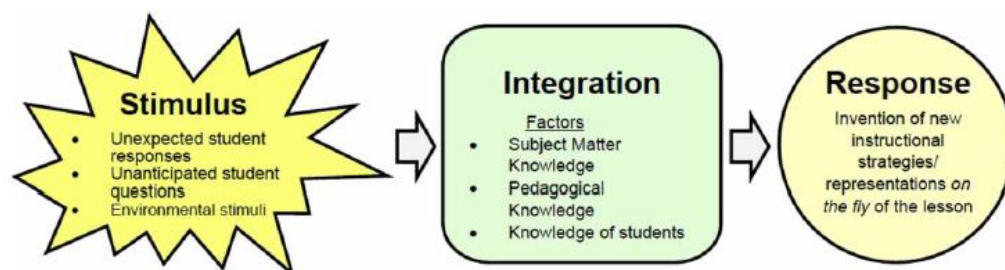 Stimulus
• Unexpected student
responses
• Unanticipated student
questions
• Environmental stimuli
Integration
Factors
• Subject Matter
Knowledge
• Pedagogical
Knowledge
• Knowledge of students
Response
Invention of new
instructional
strategies/
representations on
the fly of the lesson